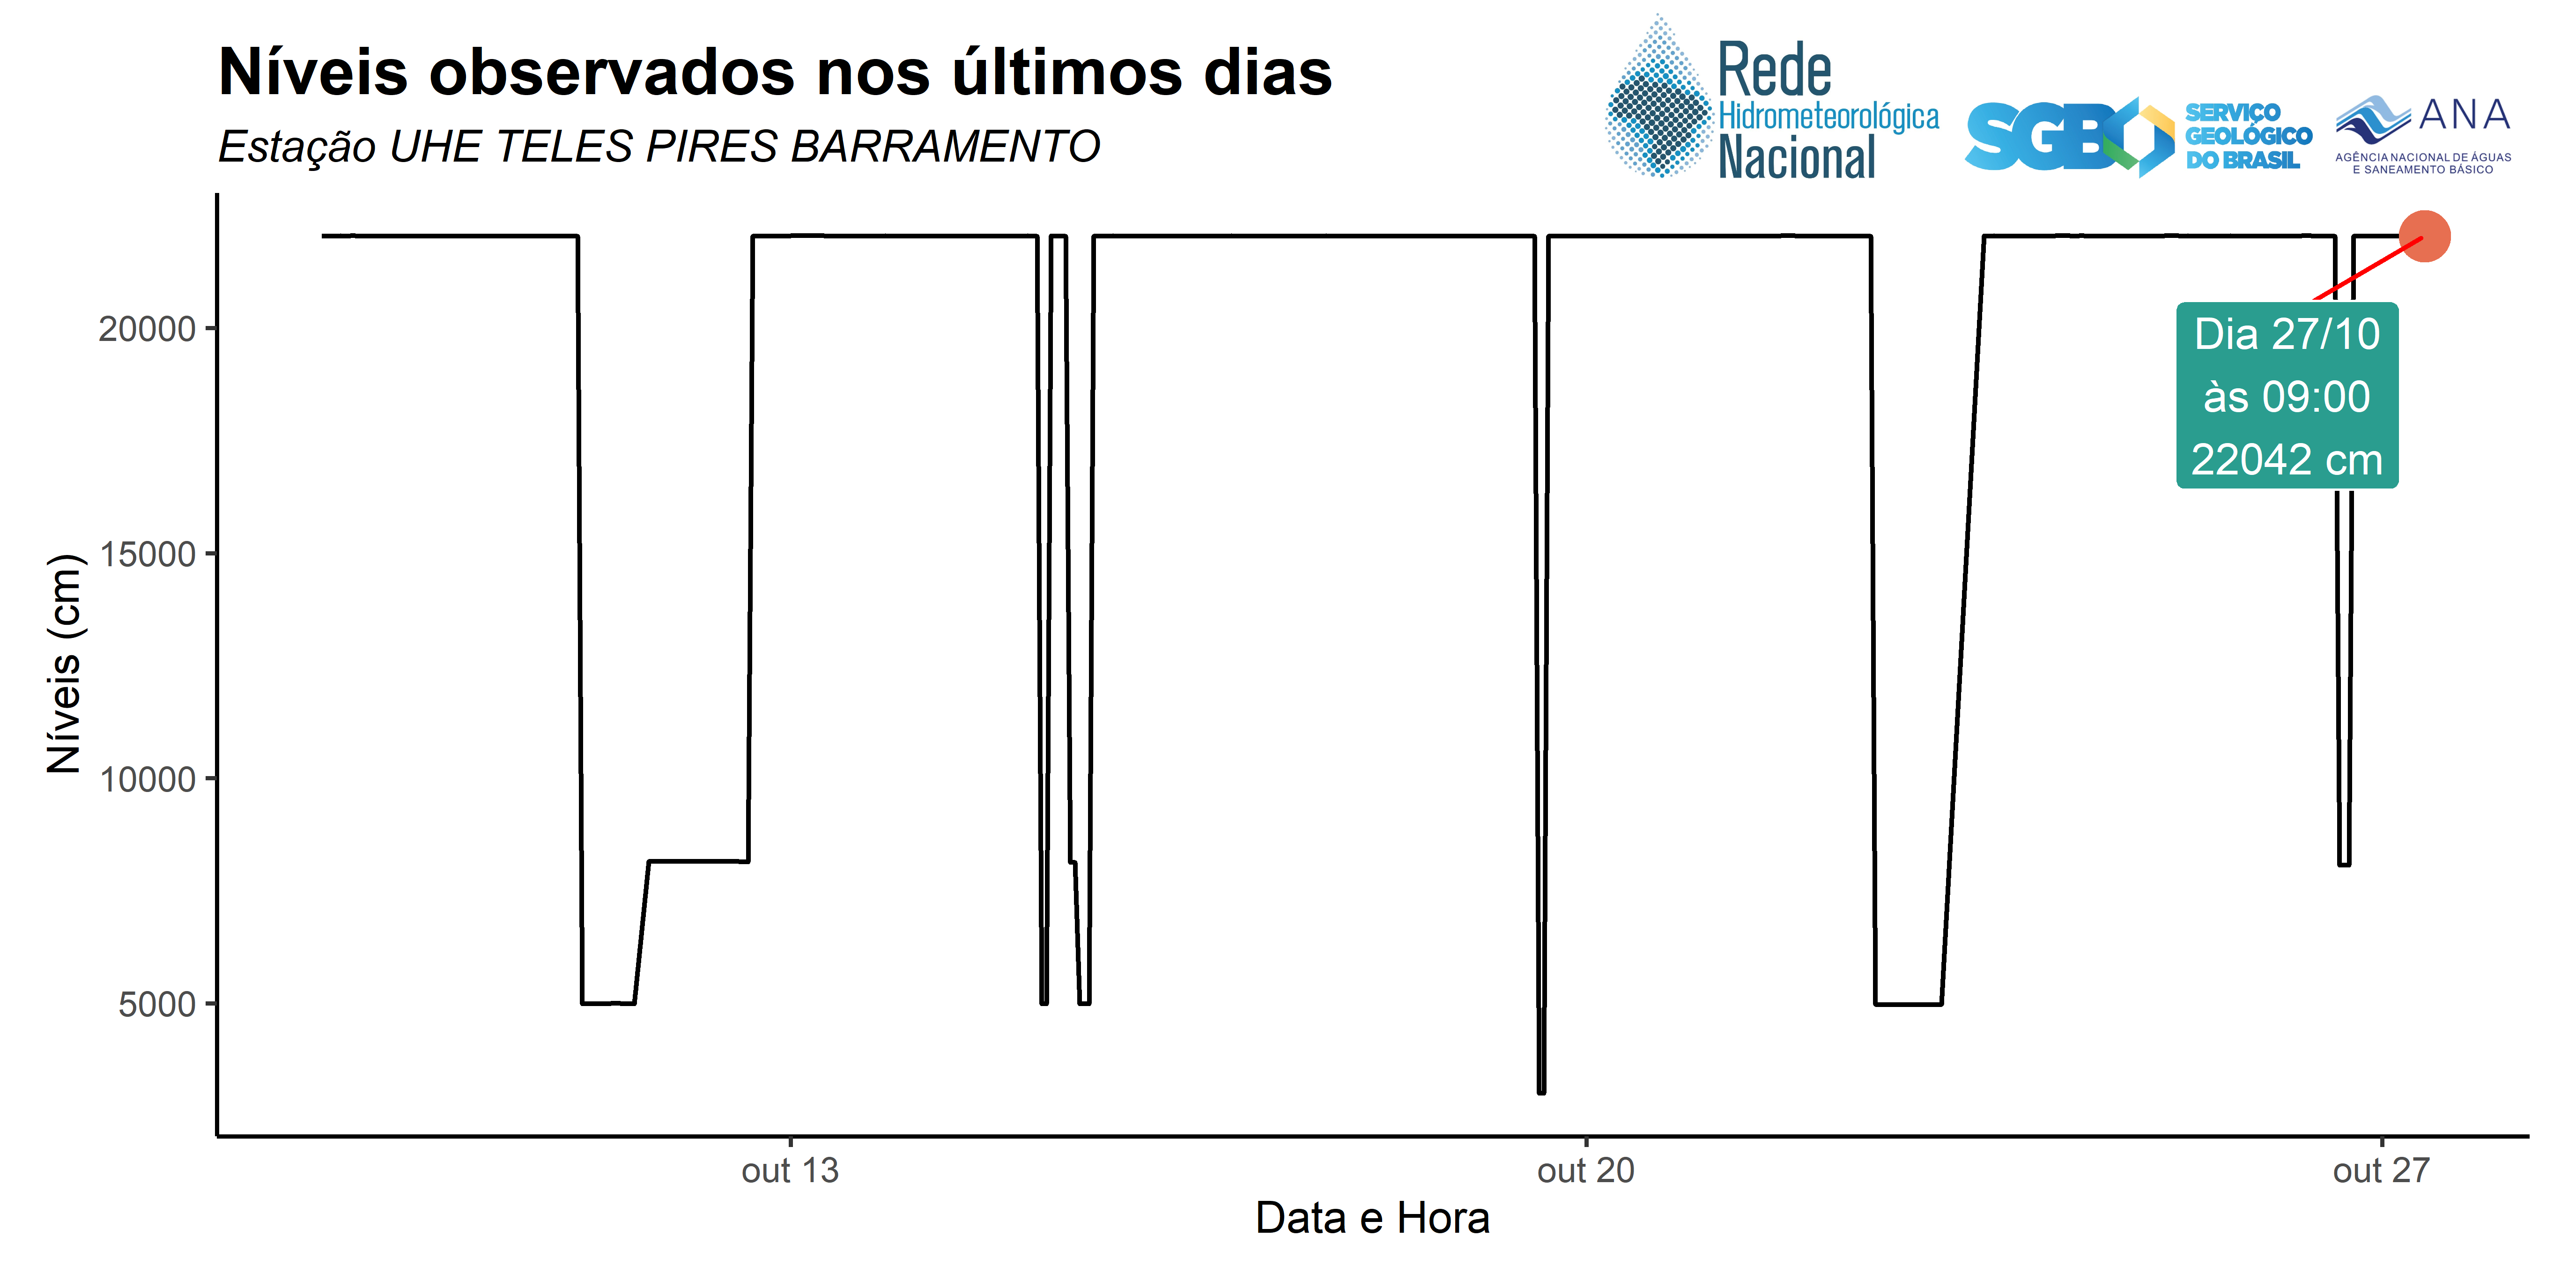 Níveis observados nos últimos dias
Estação UHE TELES PIRES BARRAMENTO
Rede
Hidrometeorológica
Nacional
SGB
SERVIÇO
GEOLÓGICO
DO BRASIL
ANA
AGÊNCIA NACIONAL DE ÁGUAS
E SANEAMENTO BÁSICO
Níveis (cm)
20000
15000
10000
5000
Dia 27/10
às 09:00
22042 cm
out 13
out 20
out 27
Data e Hora